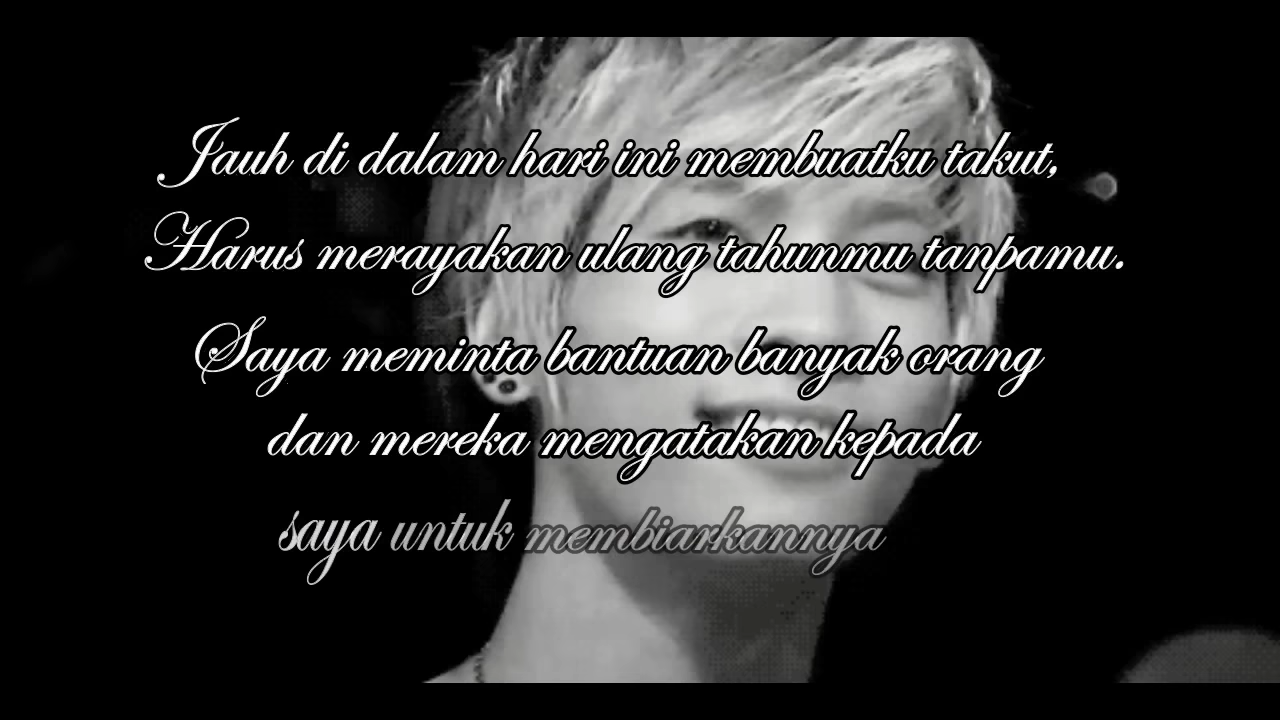 Jauh di dalam hari ini membuatku takut,
Harus merayakan ulang tahunmu tanpamu.
Saya meminta bantuan banyak orang
dan mereka mengatakan kepada
saya untuk membiarkannya